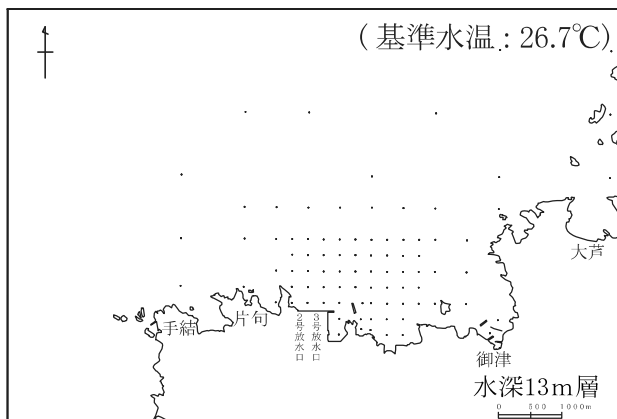 (基準水温:26.7℃)
大芦
手結
片句
2号放水口
3号放水口
御津
水深13m層
0 500 1000m